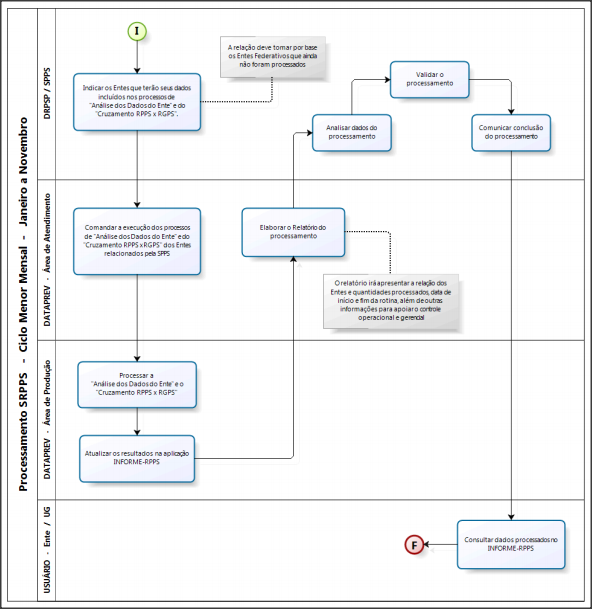 Processamento SRPPS - Ciclo Menor Mensal - Janeiro a Novembro
DRPSP / SPPS
I
A relação deve tomar por base
os Entes Federativos que ainda
não foram processados
Indicar os Entes que terão seus dados
incluídos nos processos de
"Análise dos Dados do Ente" e do
"Cruzamento RPPS x RGPS".
Validar o
processamento
Analisar dados do
processamento
Comunicar conclusão
do processamento
DATAPREV - Área de Atendimento
Comandar a execução dos processos
de "Análise dos Dados do Ente" e do
"Cruzamento RPPS x RGPS" dos Entes
relacionados pela SPPS
Elaborar o Relatório do
processamento
O relatório irá apresentar a relação dos
Entes e quantidades processados, data de
início e fim da rotina, além de outras
informações para apoiar o controle
operacional e gerencial
DATAPREV - Área de Produção
Processar a
"Análise dos Dados do Ente" e o
"Cruzamento RPPS x RGPS"
Atualizar os resultados na aplicação
INFORME-RPPS
USUÁRIO - Ente / UG
F
Consultar dados processados no
INFORME-RPPS